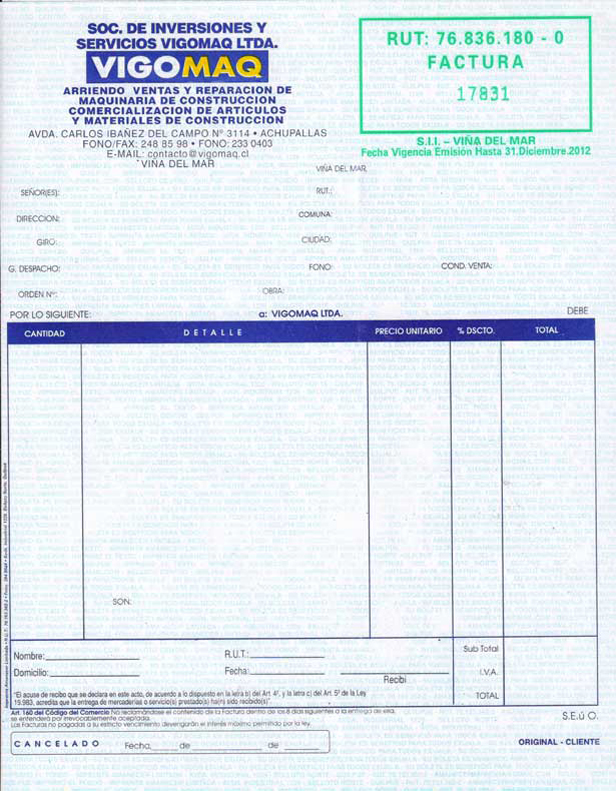 SOC. DE INVERSIONES Y
SERVICIOS VIGOMAQ LTDA.
VIGOMAQ
ARRIENDO VENTAS Y REPARACION DE
MAQUINARIA DE CONSTRUCCION
COMERCIALIZACION DE ARTICULOS
Y MATERIALES DE CONSTRUCCION
AVDA. CARLOS IBAÑEZ DEL CAMPO Nº 3114 • ACHUPALLAS
FONO/FAX: 248 85 98 • FONO: 233 0403
E-MAIL: contacto@vigomaq.cl
VIÑA DEL MAR
RUT: 76.836.180 - 0
FACTURA
17831
S.I.I. – VIÑA DEL MAR
Fecha Vigencia Emisión Hasta 31.Diciembre.2012
VIÑA DEL MAR,
SEÑOR(ES): RUT.:
DIRECCION: COMUNA:
GIRO: CIUDAD:
G. DESPACHO: FONO: COND. VENTA:
ORDEN Nº: OBRA:
POR LO SIGUIENTE: a: VIGOMAQ LTDA. DEBE
CANTIDAD DETALLE PRECIO UNITARIO % DSCTO. TOTAL
SON:
Nombre: R.U.T.: Sub Total
Domicilio: Fecha: Recibí I.V.A.
"El acuse de recibo que se declara en este acto, de acuerdo a lo dispuesto en la letra b) del Art. 4º, y la letra c) del Art. 5º de la Ley
19.983, acredita que la entrega de mercaderías o servicio(s) prestado(s) ha(n) sido recibido(s)" TOTAL
Art. 160 del Código del Comercio No reclamándose el contenido de la Factura dentro de los 8 días siguientes a la entrega de ella,
se entenderá por irrevocablemente aceptada.
Las Facturas no pagadas a su estricto vencimiento devengarán el interés máximo permitido por la ley. S.E.ú O.
CANCELADO Fecha, de de ORIGINAL - CLIENTE